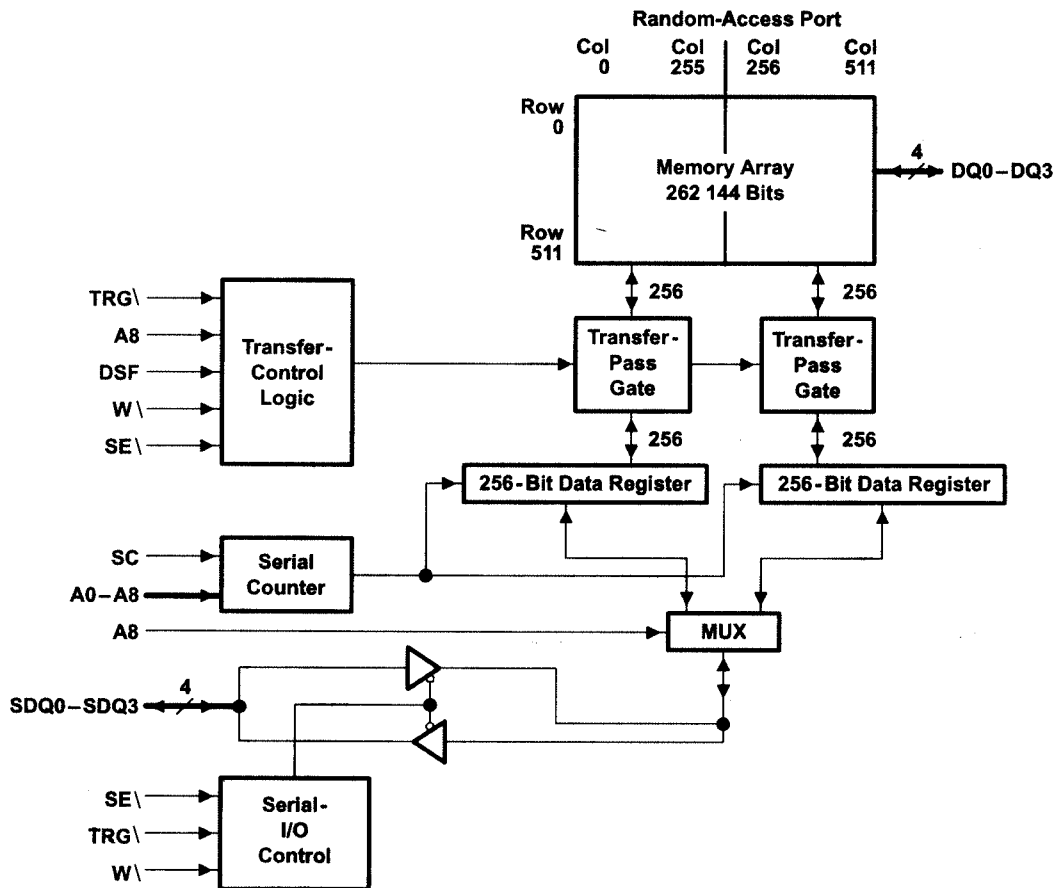 Random-Access Port
Col Col Col Col
0 255 256 511
Row
0
Memory Array
262 144 Bits
4
DQ0–DQ3
Row
511
256 256
TRG\
A8
DSF
W\
SE\
Transfer-
Control
Logic
Transfer-
Pass
Gate
Transfer-
Pass
Gate
256 256
256-Bit Data Register
256-Bit Data Register
SC
A0–A8
Serial
Counter
A8
MUX
4
SDQ0–SDQ3
SE\
TRG\
W\
Serial-
I/O
Control